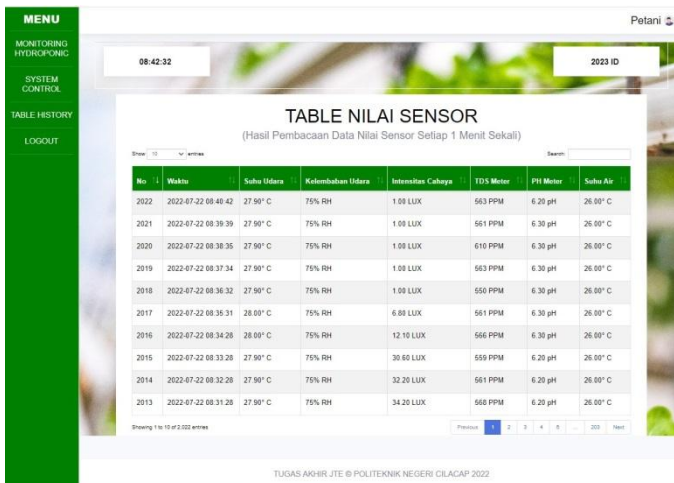 MENU
Petani
MONITORING
HYDROPONIC
SYSTEM
CONTROL
TABLE HISTORY
LOGOUT
08:42:32
2023 ID
TABLE NILAI SENSOR
(Hasil Pembacaan Data Nilai Sensor Setiap 1 Menit Sekali)
Show 10 entries
Search:
No Waktu Suhu Udara Kelembaban Udara Intensitas Cahaya TDS Meter PH Meter Suhu Air
2022 2022-07-22 08:40:42 27.90° C 75% RH 1.00 LUX 563 PPM 6.20 pH 26.00° C
2021 2022-07-22 08:39:39 27.90° C 75% RH 1.00 LUX 561 PPM 6.30 pH 26.00° C
2020 2022-07-22 08:38:35 27.90° C 75% RH 1.00 LUX 610 PPM 6.30 pH 26.00° C
2019 2022-07-22 08:37:34 27.90° C 75% RH 1.00 LUX 563 PPM 6.30 pH 26.00° C
2018 2022-07-22 08:36:32 27.90° C 75% RH 1.00 LUX 550 PPM 6.30 pH 26.00° C
2017 2022-07-22 08:35:31 28.00° C 75% RH 6.80 LUX 561 PPM 6.30 pH 26.00° C
2016 2022-07-22 08:34:28 28.00° C 75% RH 12.10 LUX 566 PPM 6.30 pH 26.00° C
2015 2022-07-22 08:33:28 27.90° C 75% RH 30.60 LUX 559 PPM 6.20 pH 26.00° C
2014 2022-07-22 08:32:28 27.90° C 75% RH 32.20 LUX 561 PPM 6.20 pH 26.00° C
2013 2022-07-22 08:31:28 27.90° C 75% RH 34.20 LUX 568 PPM 6.20 pH 26.00° C
Showing 1 to 10 of 2,022 entries
Previous 1 2 3 4 5 ... 203 Next
TUGAS AKHIR JTE © POLITEKNIK NEGERI CILACAP 2022